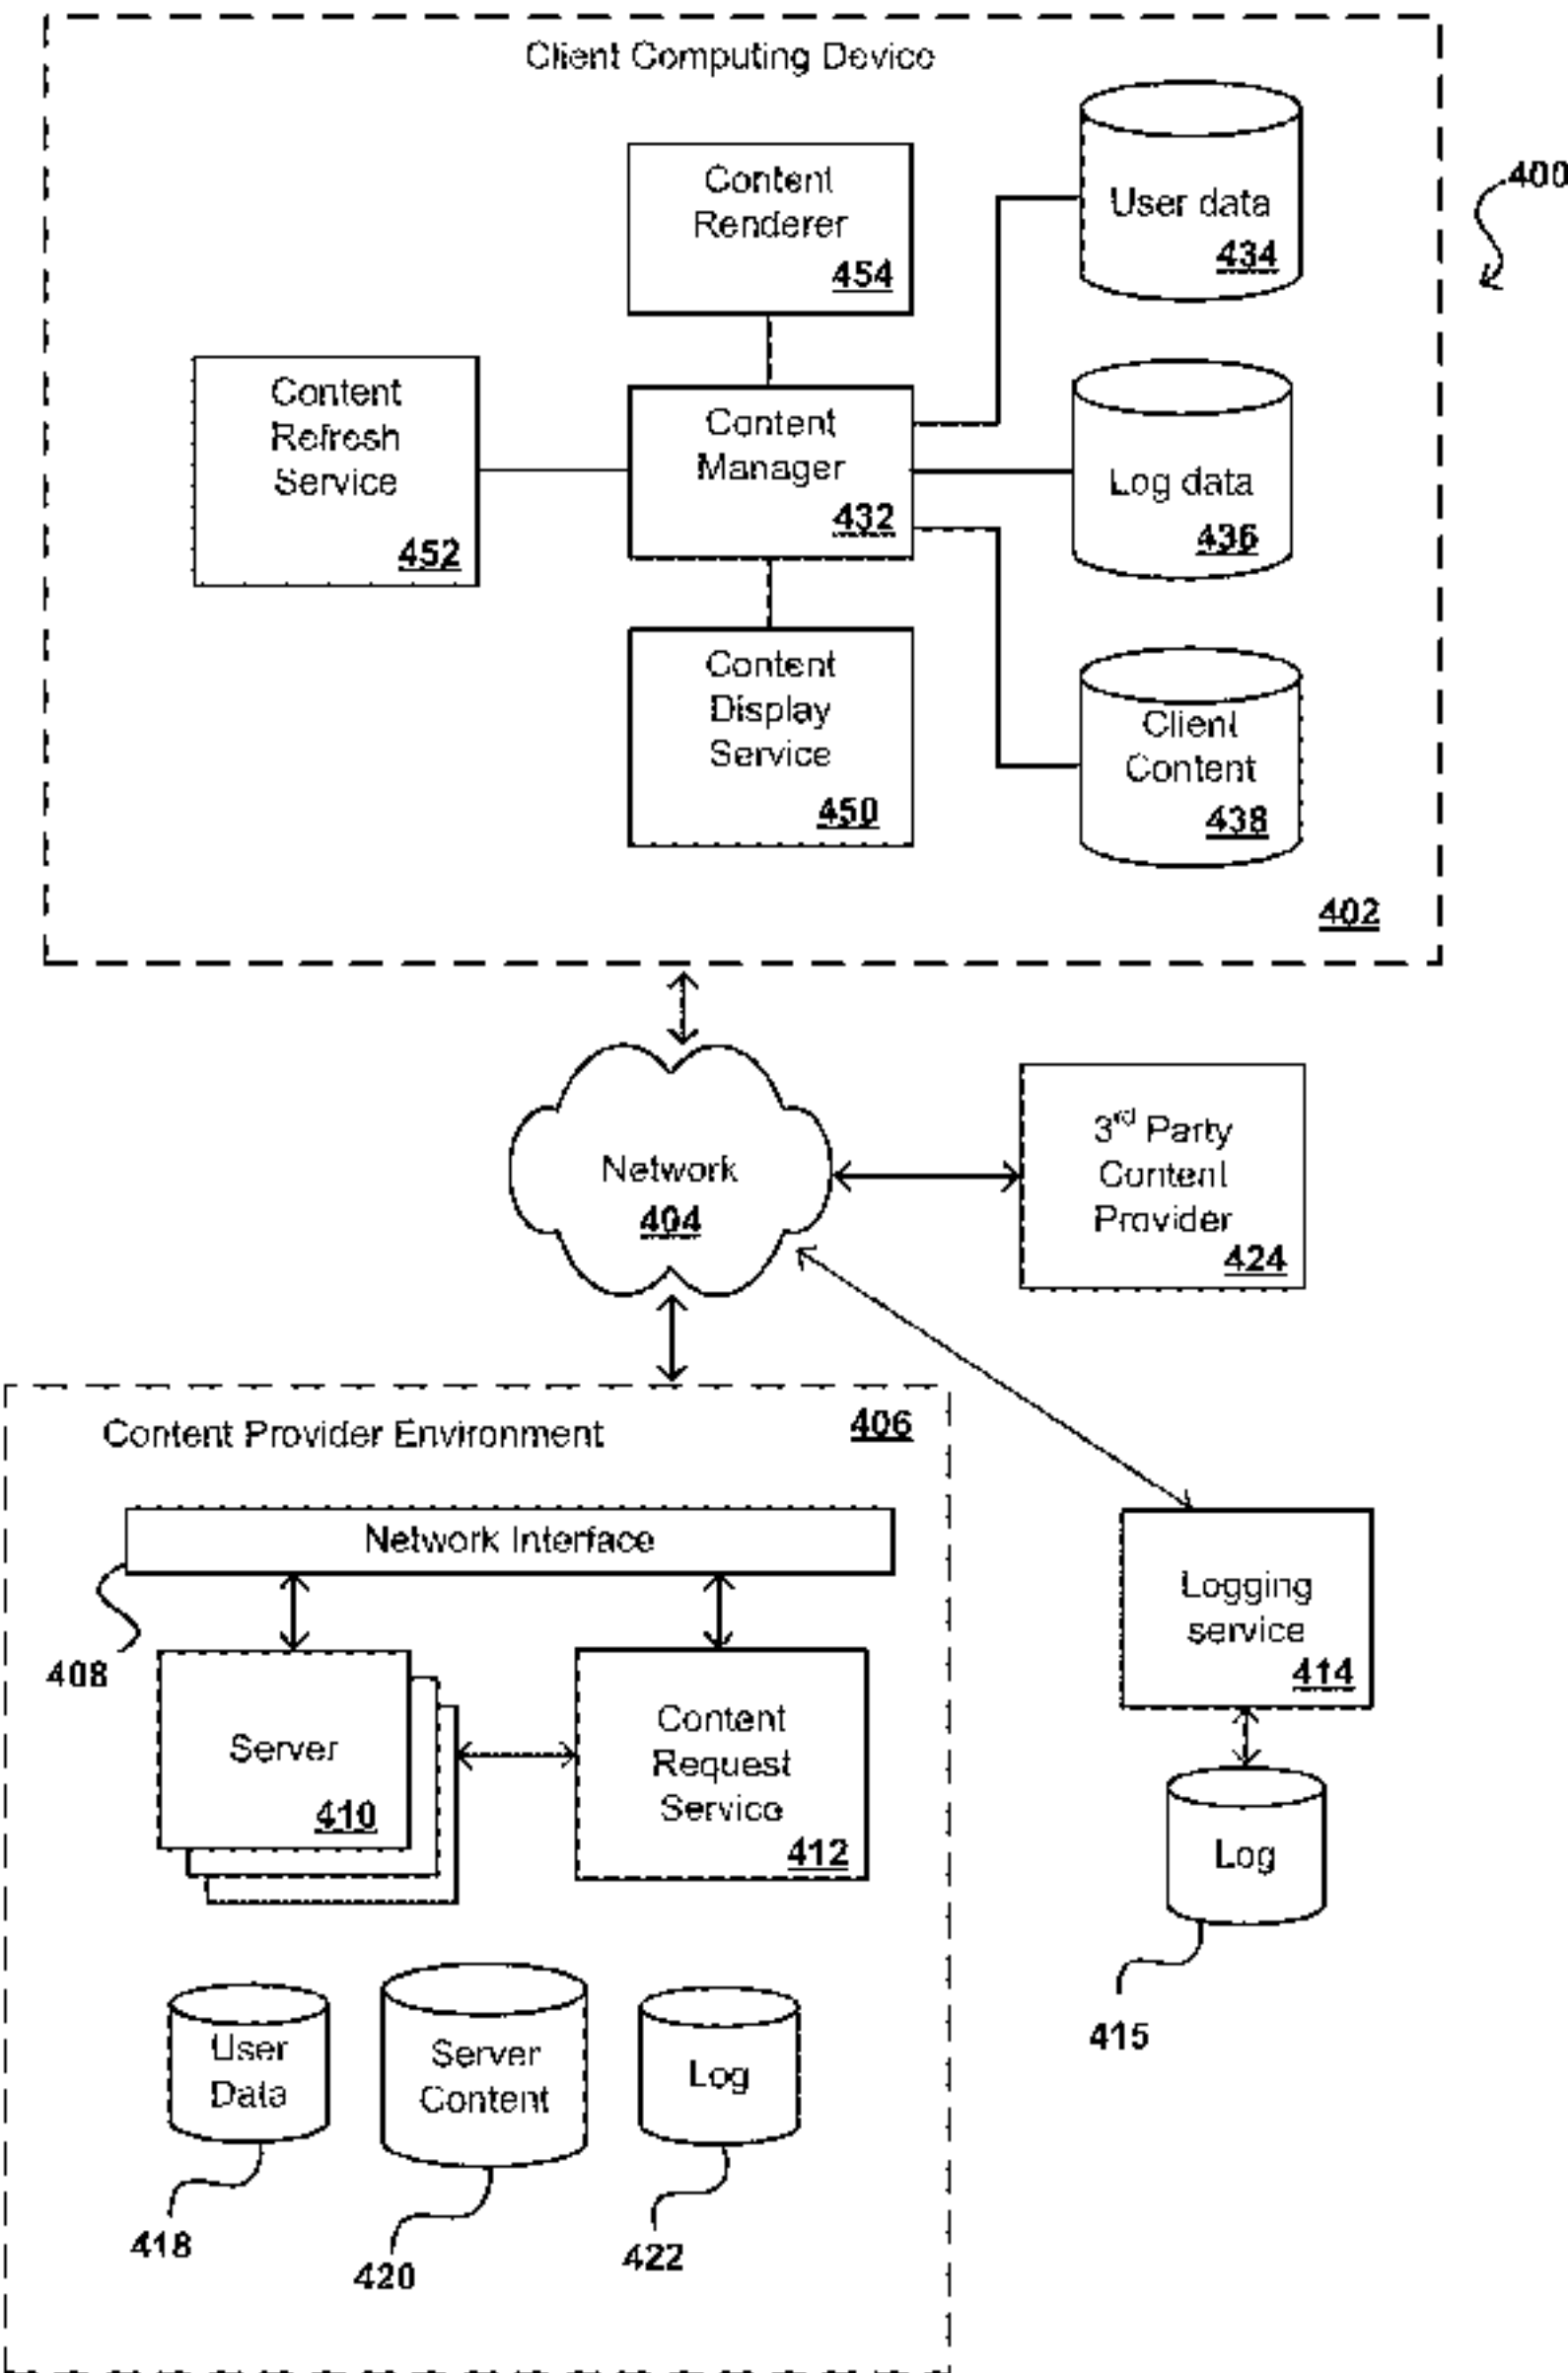 Client Computing Device
400
Content
Renderer
454
User data
434
Content
Refresh
Service
452
Content
Manager
432
Log data
436
Content
Display
Service
450
Client
Content
438
402
Network
404
3rd Party
Content
Provider
424
Content Provider Environment
406
Network Interface
408
Server
410
Content
Request
Service
412
Logging
service
414
Log
415
User
Data
418
Server
Content
420
Log
422